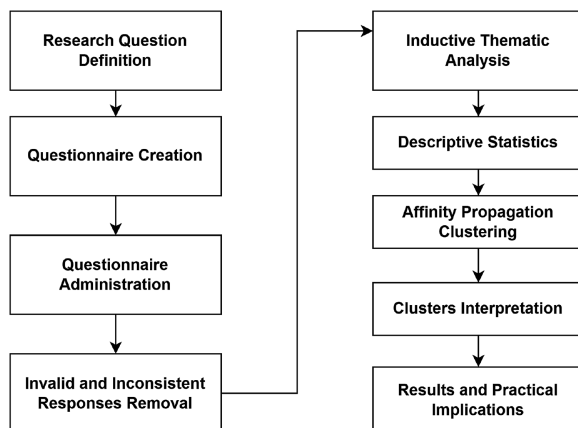 Research Question
Definition
Questionnaire Creation
Questionnaire
Administration
Invalid and Inconsistent
Responses Removal
Inductive Thematic
Analysis
Descriptive Statistics
Affinity Propagation
Clustering
Clusters Interpretation
Results and Practical
Implications